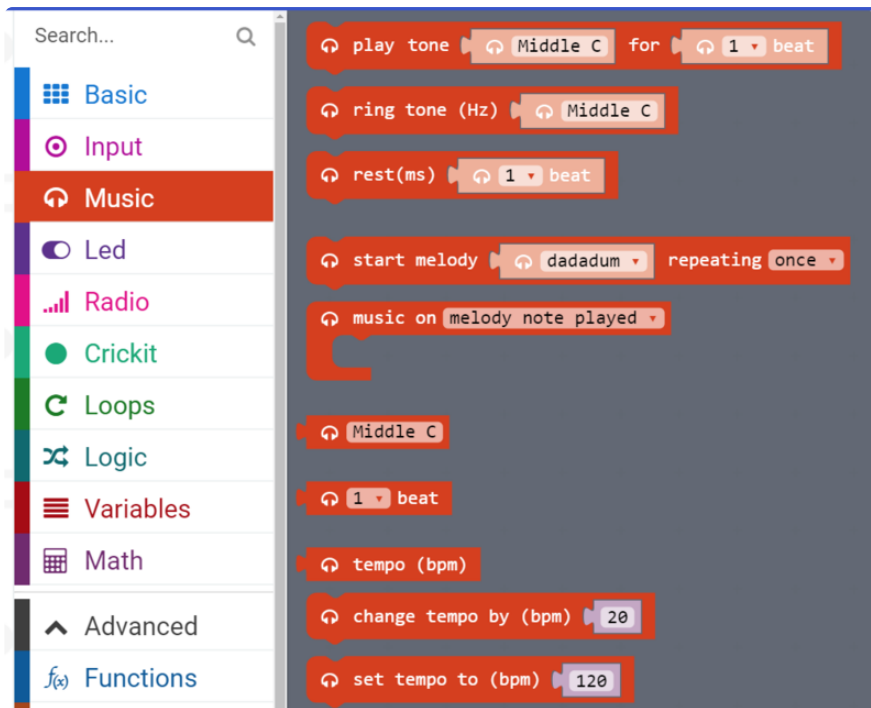 Search...
Basic
Input
Music
Led
Radio
Crickit
Loops
Logic
Variables
Math
Advanced
f(x) Functions
play tone Middle C for 1 beat
ring tone (Hz) Middle C
rest(ms) 1 beat
start melody dadadum repeating once
music on melody note played
Middle C
1 beat
tempo (bpm)
change tempo by (bpm) 20
set tempo to (bpm) 120